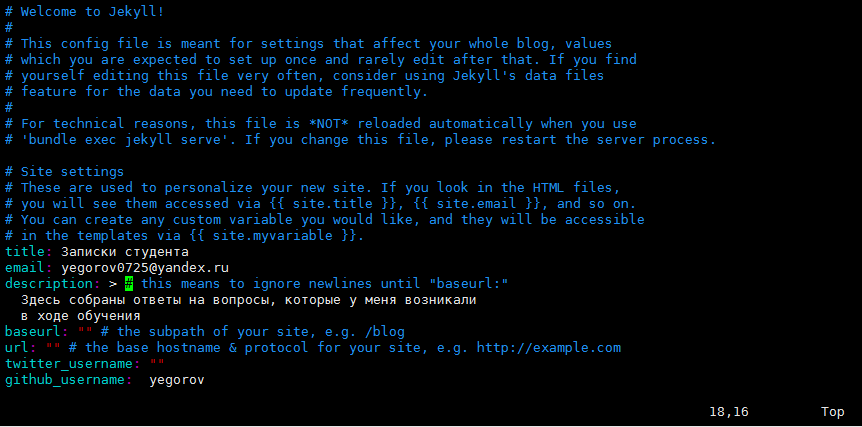 # Welcome to Jekyll!
#
# This config file is meant for settings that affect your whole blog, values
# which you are expected to set up once and rarely edit after that. If you find
# yourself editing this file very often, consider using Jekyll's data files
# feature for the data you need to update frequently.
#
# For technical reasons, this file is *NOT* reloaded automatically when you use
# 'bundle exec jekyll serve'. If you change this file, please restart the server process.

# Site settings
# These are used to personalize your new site. If you look in the HTML files,
# you will see them accessed via {{ site.title }}, {{ site.email }}, and so on.
# You can create any custom variable you would like, and they will be accessible
# in the templates via {{ site.myvariable }}.
title: Записки студента
email: yegorov0725@yandex.ru
description: > # this means to ignore newlines until "baseurl:"
  Здесь собраны ответы на вопросы, которые у меня возникали
  в ходе обучения
baseurl: "" # the subpath of your site, e.g. /blog
url: "" # the base hostname & protocol for your site, e.g. http://example.com
twitter_username: ""
github_username:  yegorov
18,16 Top